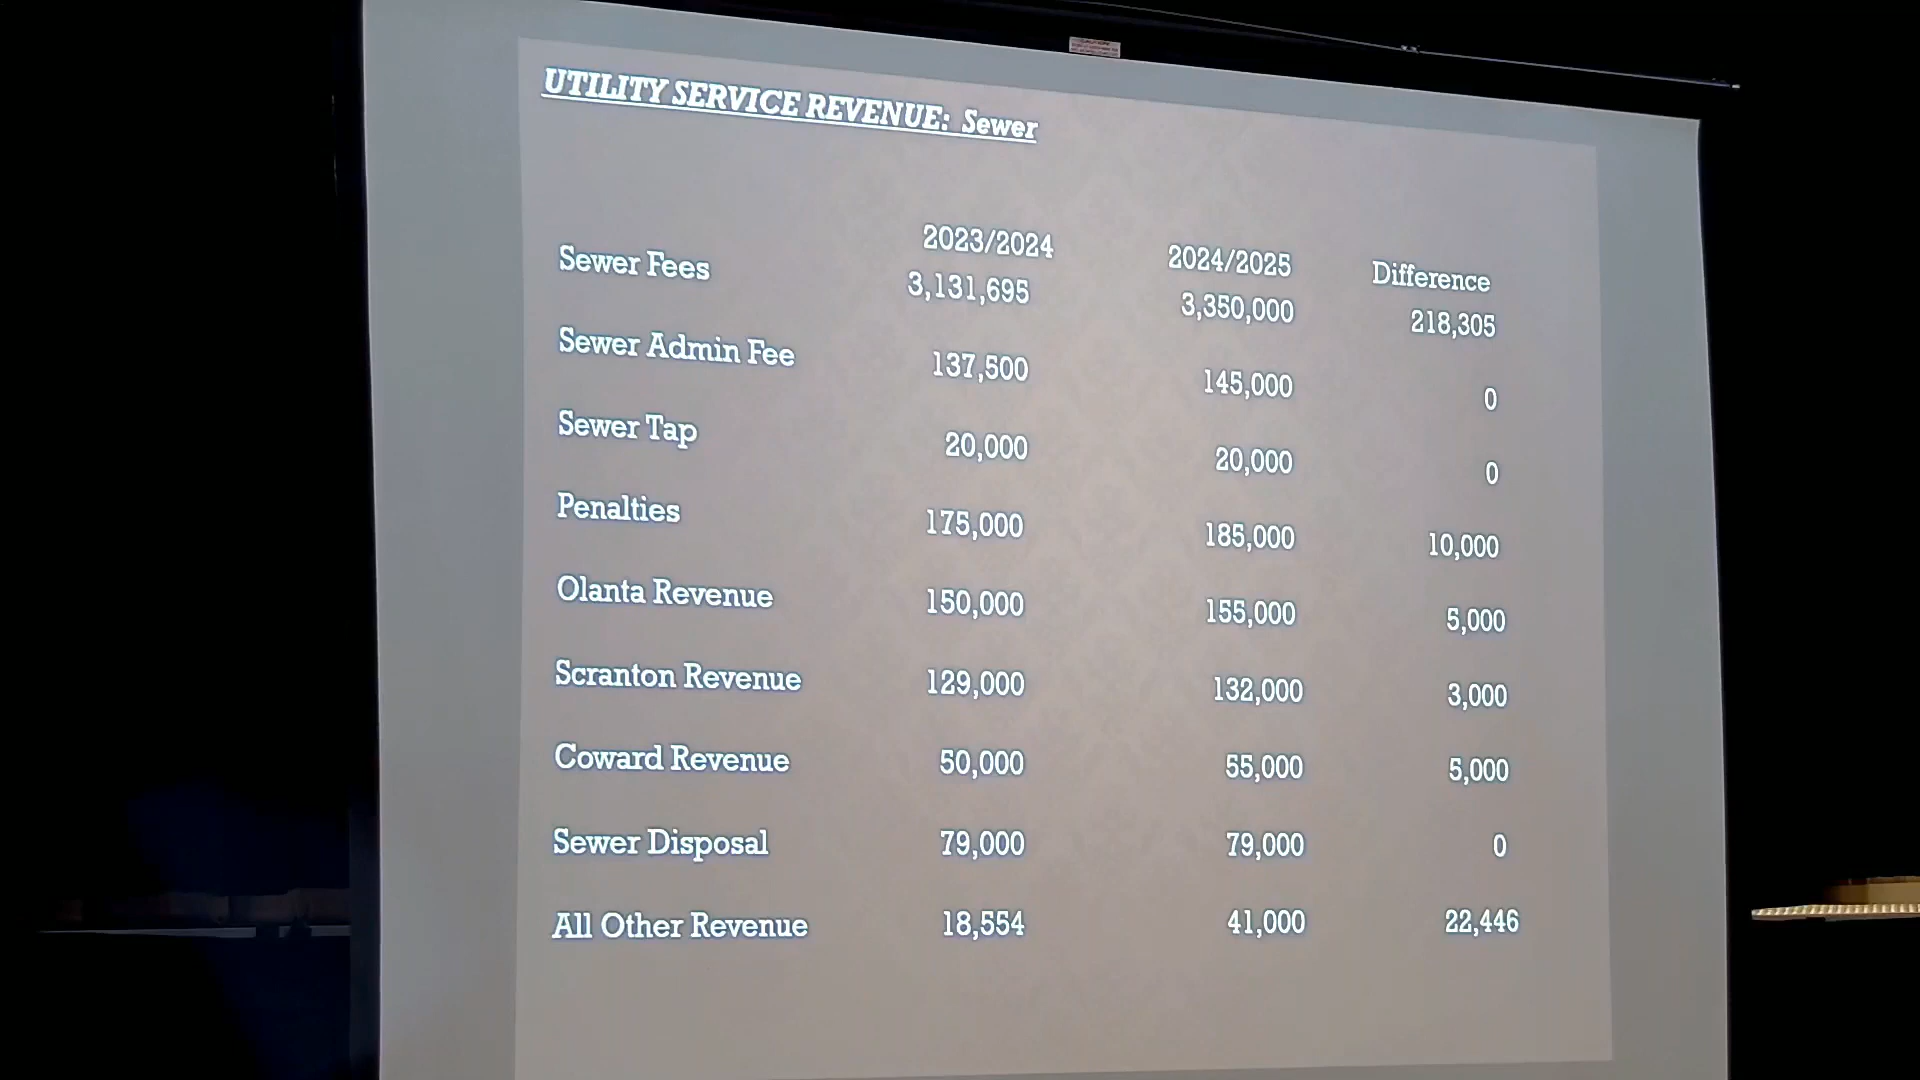 UTILITY SERVICE REVENUE: Sewer
2023/2024 2024/2025 Difference
Sewer Fees 3,131,695 3,350,000 218,305
Sewer Admin Fee 137,500 145,000 0
Sewer Tap 20,000 20,000 0
Penalties 175,000 185,000 10,000
Olanta Revenue 150,000 155,000 5,000
Scranton Revenue 129,000 132,000 3,000
Coward Revenue 50,000 55,000 5,000
Sewer Disposal 79,000 79,000 0
All Other Revenue 18,554 41,000 22,446